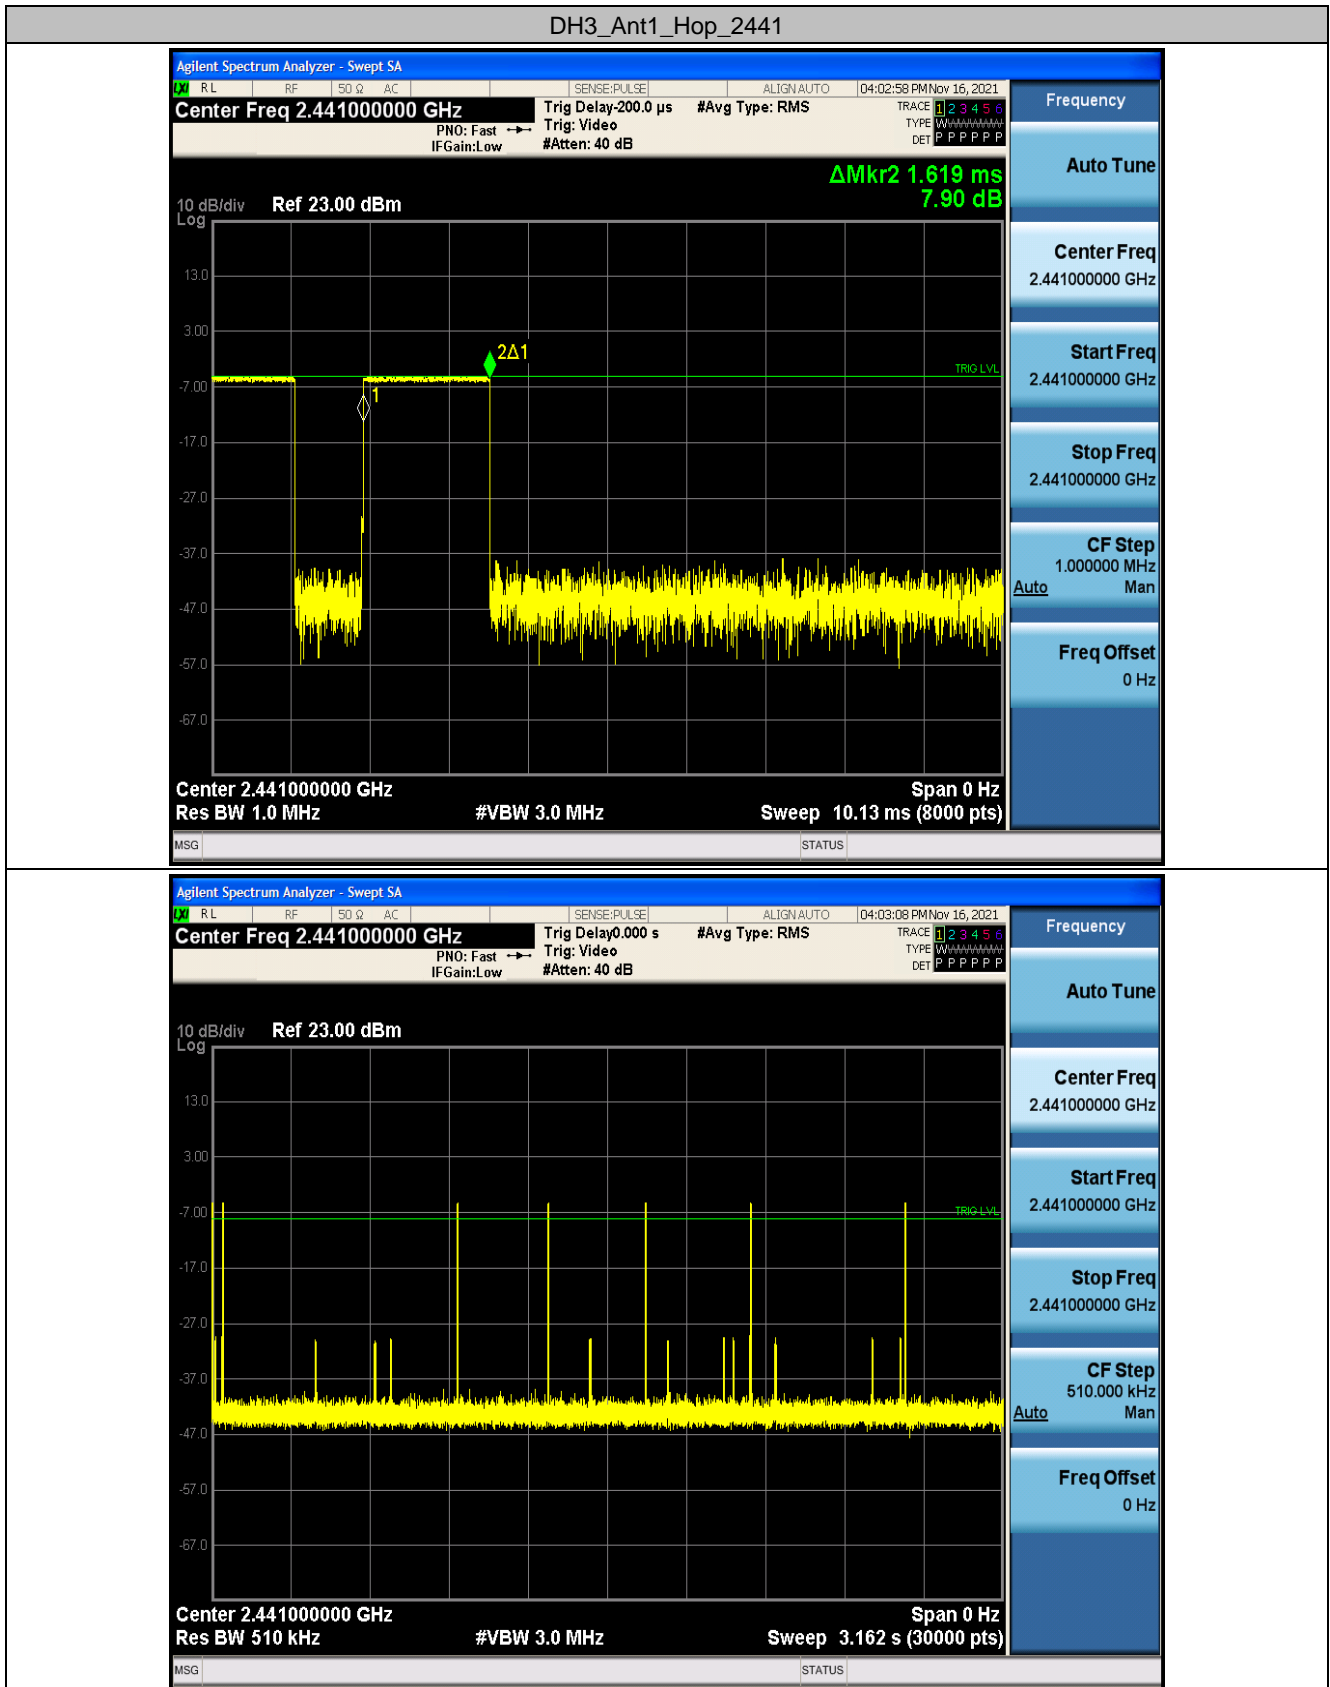 DH3_Ant1_Hop_2441
Agilent Spectrum Analyzer - Swept SA
LXI RL RF 50 Ω AC SENSE:PULSE ALIGN AUTO 04:02:58 PM Nov 16, 2021
Center Freq 2.441000000 GHz
PNO: Fast
IFGain:Low
Trig Delay-200.0 µs
Trig: Video
#Atten: 40 dB
#Avg Type: RMS
TRACE 1 2 3 4 5 6
TYPE W
DET P P P P P P
ΔMkr2 1.619 ms
7.90 dB
10 dB/div
Log
Ref 23.00 dBm
13.0
3.00
-7.00
-17.0
-27.0
-37.0
-47.0
-57.0
-67.0
2Δ1
1
TRIG LVL
Center 2.441000000 GHz
Span 0 Hz
Res BW 1.0 MHz
#VBW 3.0 MHz
Sweep 10.13 ms (8000 pts)
MSG
STATUS
Frequency
Auto Tune
Center Freq
2.441000000 GHz
Start Freq
2.441000000 GHz
Stop Freq
2.441000000 GHz
CF Step
1.000000 MHz
Auto Man
Freq Offset
0 Hz
Agilent Spectrum Analyzer - Swept SA
LXI RL RF 50 Ω AC SENSE:PULSE ALIGN AUTO 04:03:08 PM Nov 16, 2021
Center Freq 2.441000000 GHz
PNO: Fast
IFGain:Low
Trig Delay0.000 s
Trig: Video
#Atten: 40 dB
#Avg Type: RMS
TRACE 1 2 3 4 5 6
TYPE W
DET P P P P P P
10 dB/div
Log
Ref 23.00 dBm
13.0
3.00
-7.00
-17.0
-27.0
-37.0
-47.0
-57.0
-67.0
TRIG LVL
Center 2.441000000 GHz
Span 0 Hz
Res BW 510 kHz
#VBW 3.0 MHz
Sweep 3.162 s (30000 pts)
MSG
STATUS
Frequency
Auto Tune
Center Freq
2.441000000 GHz
Start Freq
2.441000000 GHz
Stop Freq
2.441000000 GHz
CF Step
510.000 kHz
Auto Man
Freq Offset
0 Hz